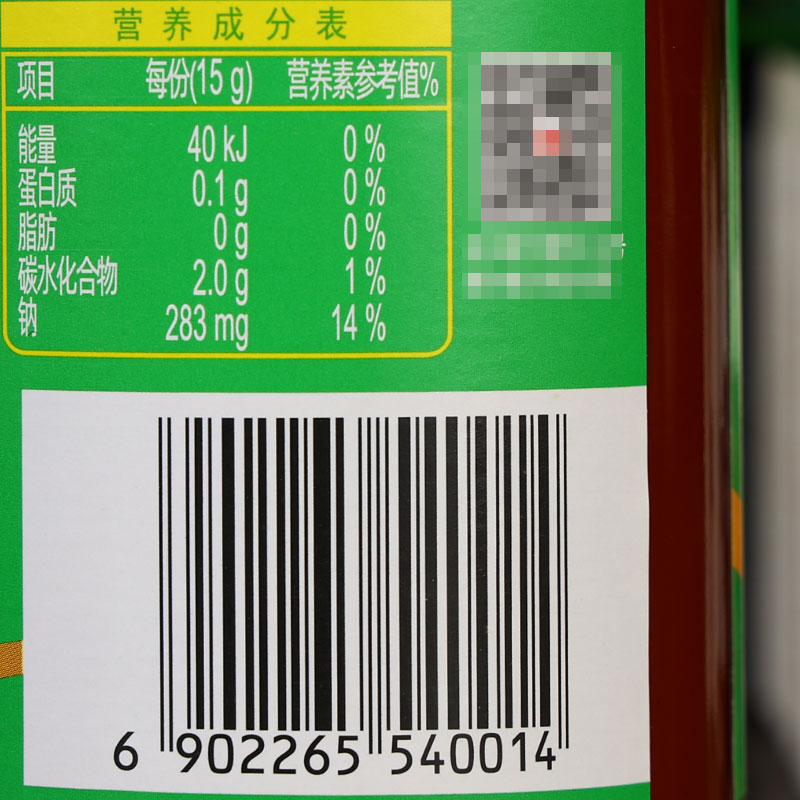 营养成分表
项目 每份(15 g) 营养素参考值%
能量 40 kJ 0 %
蛋白质 0.1 g 0 %
脂肪 0 g 0 %
碳水化合物 2.0 g 1 %
钠 283 mg 14 %
6 902265 540014